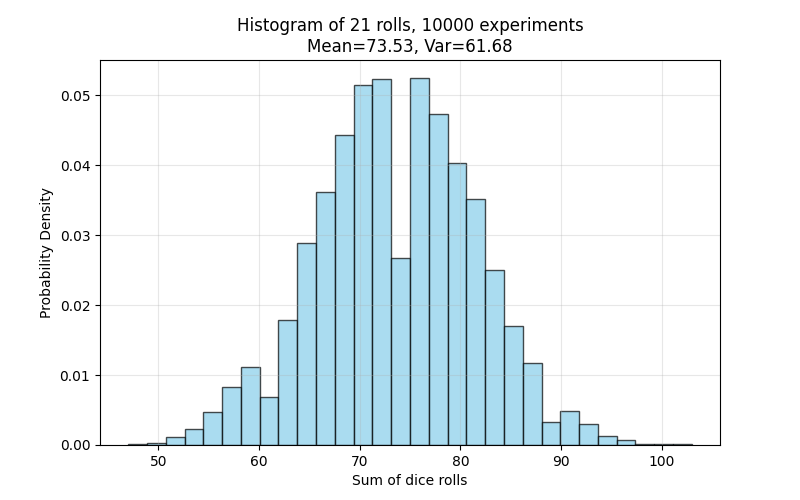 Histogram of 21 rolls, 10000 experiments
Mean=73.53, Var=61.68
Probability Density
0.05
0.04
0.03
0.02
0.01
0.00
50 60 70 80 90 100
Sum of dice rolls